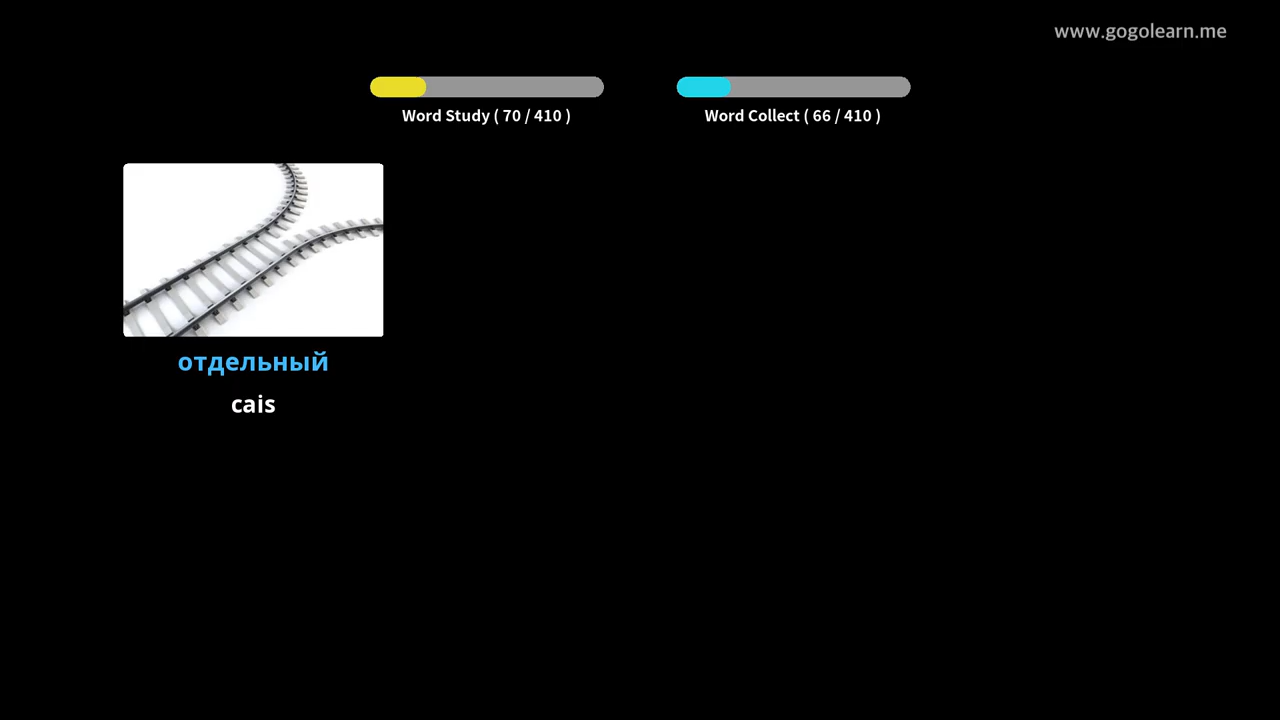 www.gogolearn.me
Word Study ( 70 / 410 )
Word Collect ( 66 / 410 )
отдельный
cais